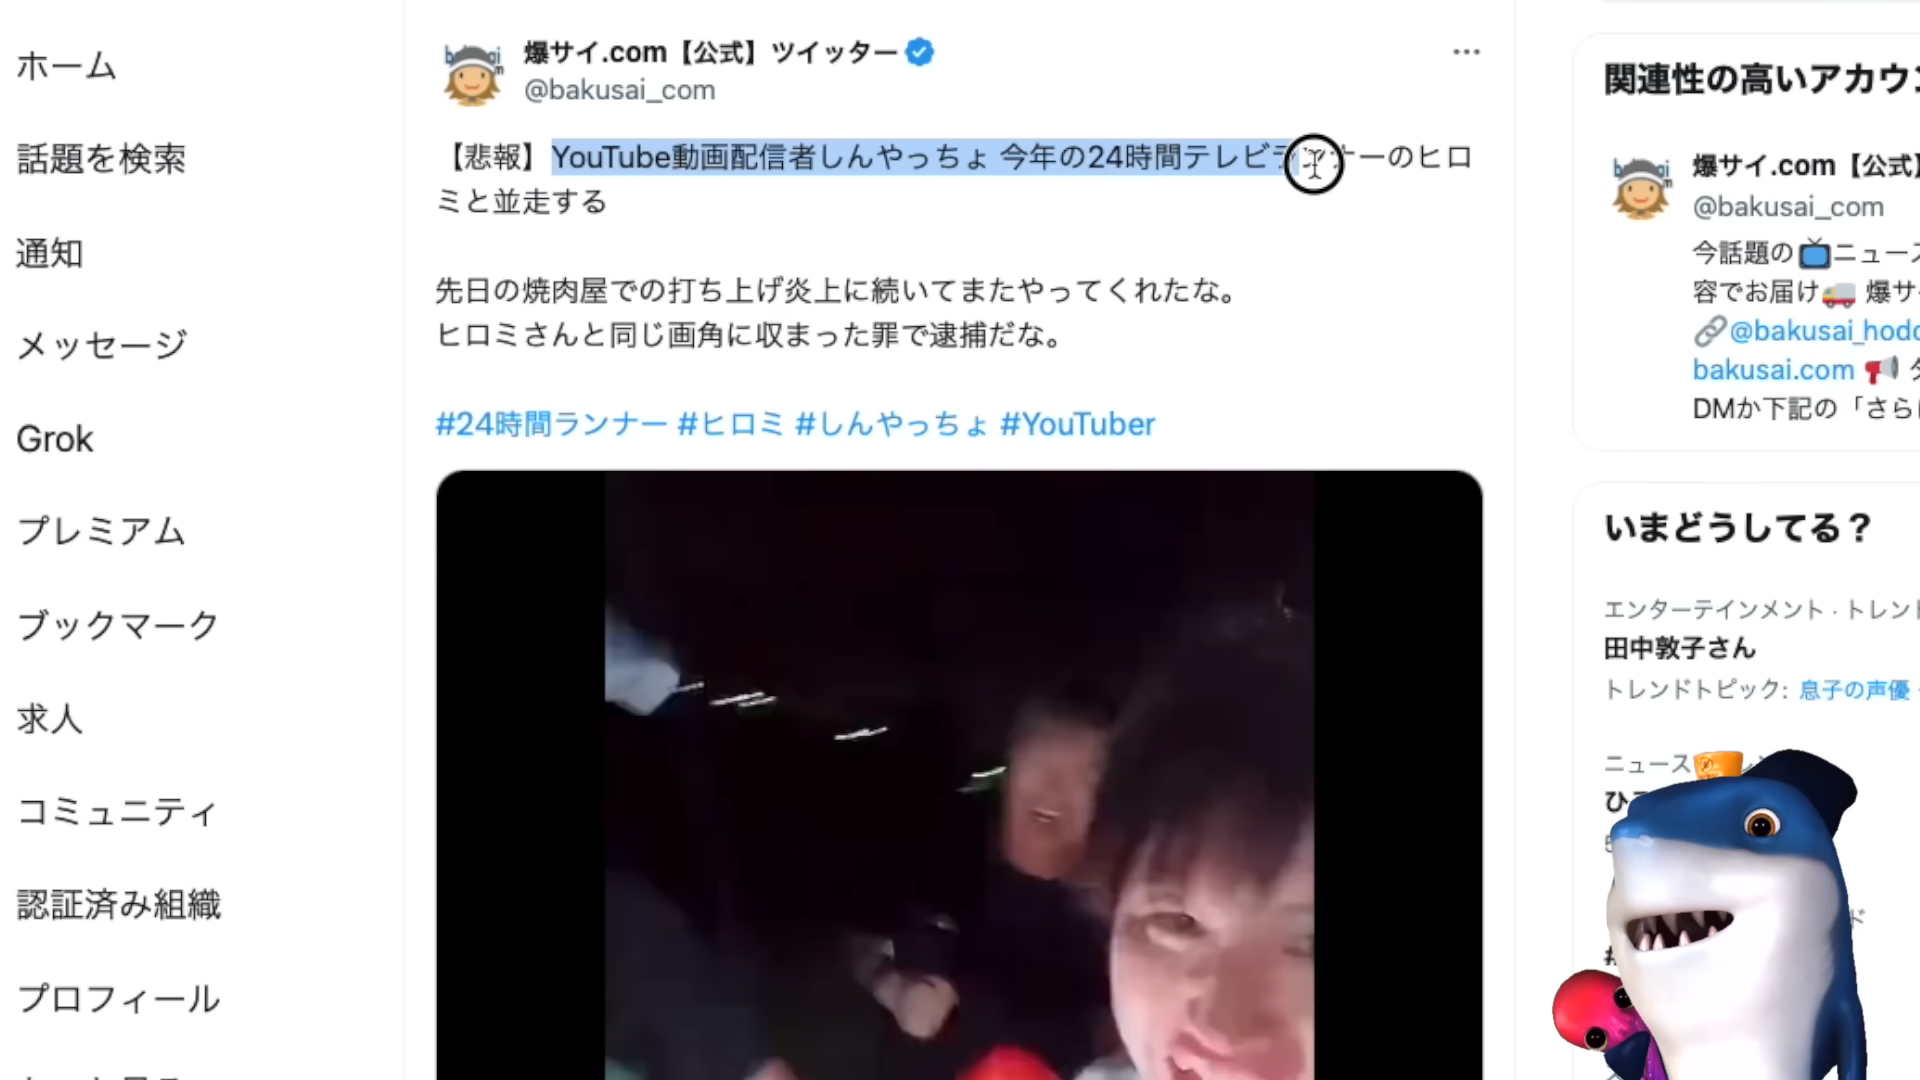 ホーム
話題を検索
通知
メッセージ
Grok
プレミアム
ブックマーク
求人
コミュニティ
認証済み組織
プロフィール
爆サイ.com【公式】ツイッター
@bakusai_com
【悲報】YouTube動画配信者しんやっちょ 今年の24時間テレビランナーのヒロ
ミと並走する
先日の焼肉屋での打ち上げ炎上に続いてまたやってくれたな。
ヒロミさんと同じ画角に収まった罪で逮捕だな。
#24時間ランナー #ヒロミ #しんやっちょ #YouTuber
関連性の高いアカウン
爆サイ.com【公式】
@bakusai_com
今話題の ニュース
容でお届け 爆サ
@bakusai_hodo
bakusai.com
DMか下記の「さら
いまどうしてる？
エンターテインメント · トレンド
田中敦子さん
トレンドトピック: 息子の声優
ニュース
ひ